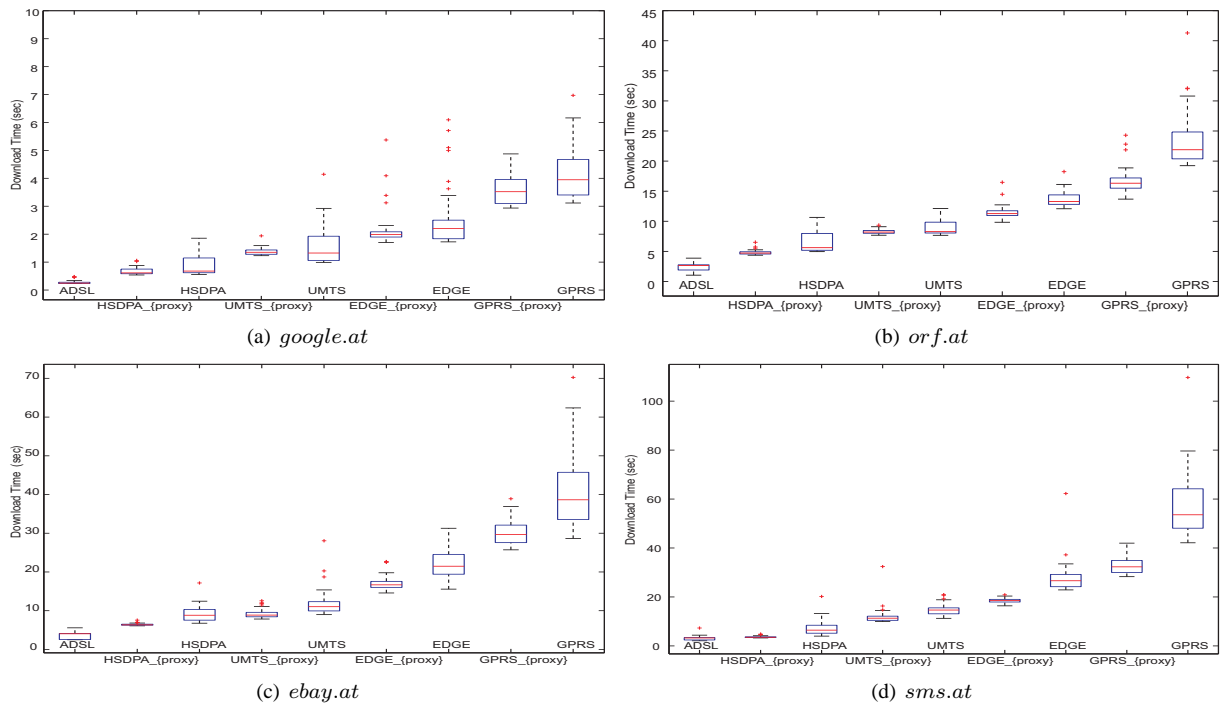 10
9
8
7
6
5
4
3
2
1
0
Download Time (sec)
ADSL HSDPA UMTS EDGE GPRS
HSDPA_{proxy} UMTS_{proxy} EDGE_{proxy} GPRS_{proxy}
(a) google.at
45
40
35
30
25
20
15
10
5
0
Download Time (sec)
ADSL HSDPA UMTS EDGE GPRS
HSDPA_{proxy} UMTS_{proxy} EDGE_{proxy} GPRS_{proxy}
(b) orf.at
70
60
50
40
30
20
10
0
Download Time (sec)
ADSL HSDPA UMTS EDGE GPRS
HSDPA_{proxy} UMTS_{proxy} EDGE_{proxy} GPRS_{proxy}
(c) ebay.at
100
80
60
40
20
0
Download Time (sec)
ADSL HSDPA UMTS EDGE GPRS
HSDPA_{proxy} UMTS_{proxy} EDGE_{proxy} GPRS_{proxy}
(d) sms.at